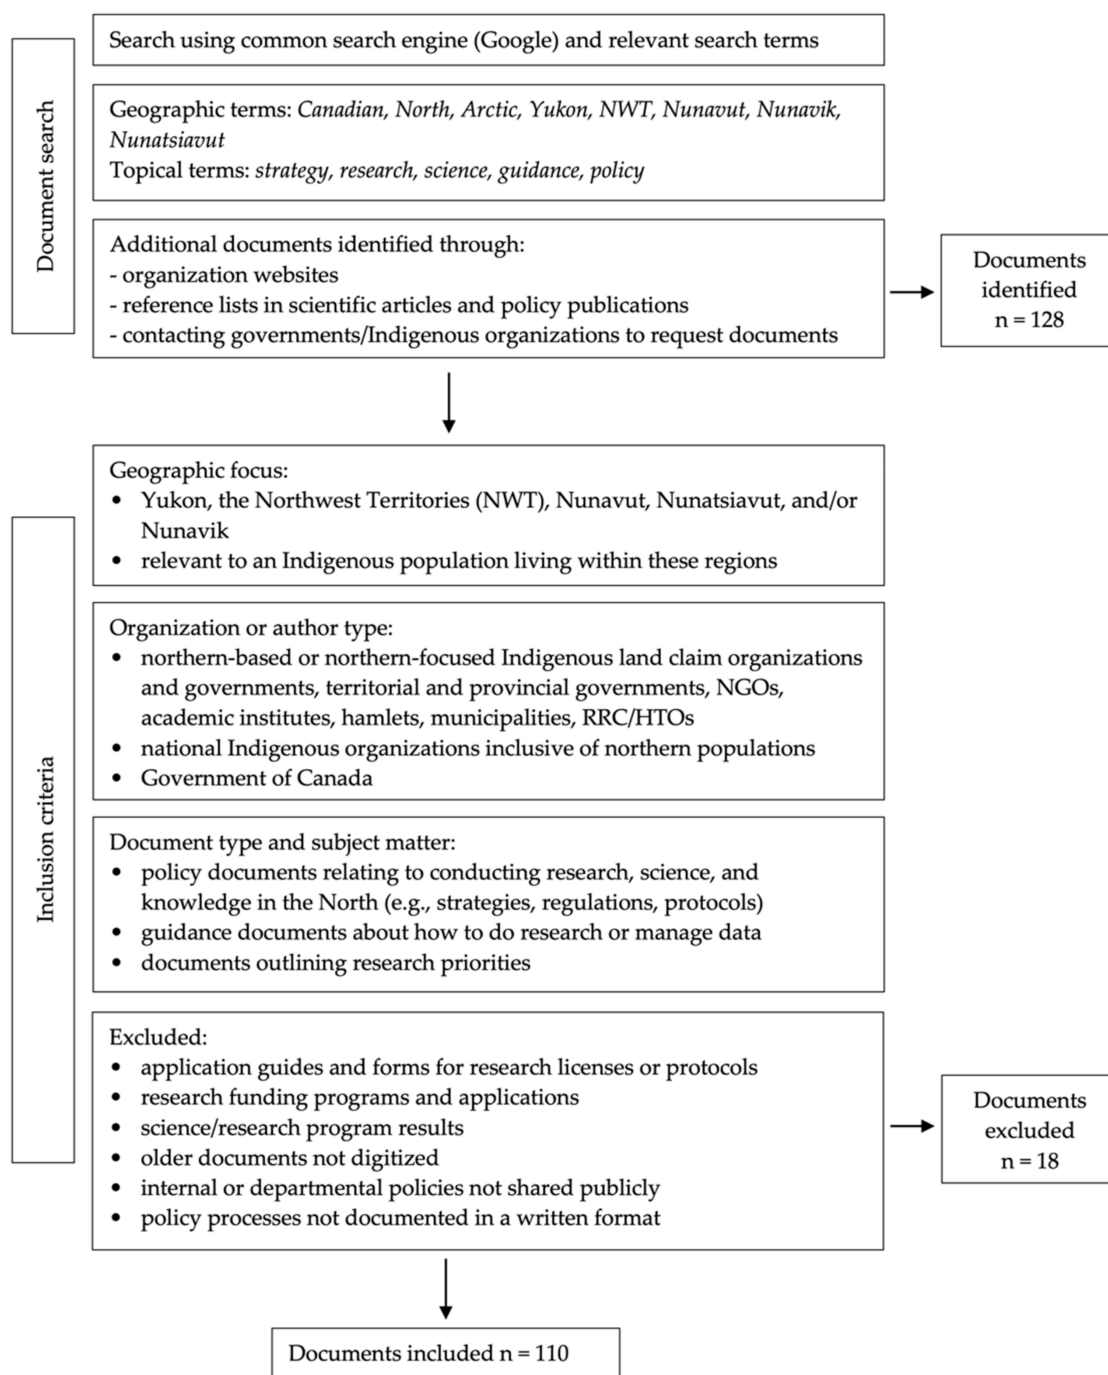 Document search
Search using common search engine (Google) and relevant search terms
Geographic terms: Canadian, North, Arctic, Yukon, NWT, Nunavut, Nunavik,
Nunatsiavut
Topical terms: strategy, research, science, guidance, policy
Additional documents identified through:
- organization websites
- reference lists in scientific articles and policy publications
- contacting governments/Indigenous organizations to request documents
Documents
identified
n = 128
Inclusion criteria
Geographic focus:
• Yukon, the Northwest Territories (NWT), Nunavut, Nunatsiavut, and/or
Nunavik
• relevant to an Indigenous population living within these regions
Organization or author type:
• northern-based or northern-focused Indigenous land claim organizations
and governments, territorial and provincial governments, NGOs,
academic institutes, hamlets, municipalities, RRC/HTOs
• national Indigenous organizations inclusive of northern populations
• Government of Canada
Document type and subject matter:
• policy documents relating to conducting research, science, and
knowledge in the North (e.g., strategies, regulations, protocols)
• guidance documents about how to do research or manage data
• documents outlining research priorities
Excluded:
• application guides and forms for research licenses or protocols
• research funding programs and applications
• science/research program results
• older documents not digitized
• internal or departmental policies not shared publicly
• policy processes not documented in a written format
Documents
excluded
n = 18
Documents included n = 110